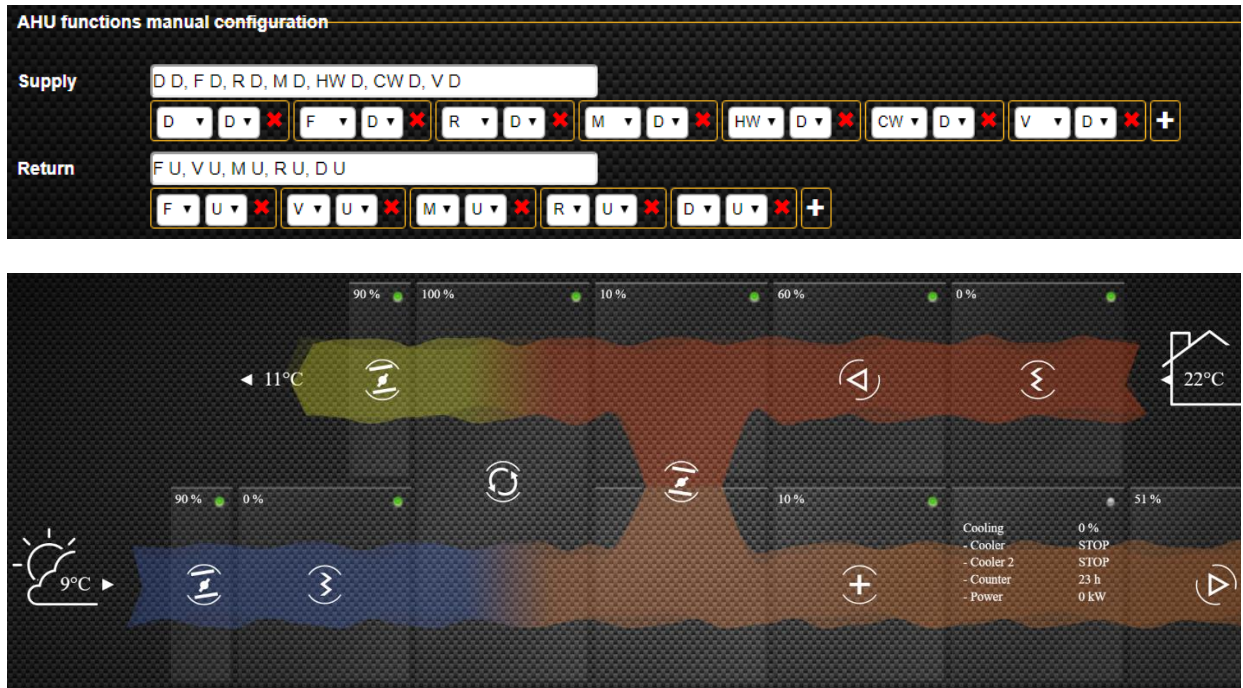 AHU functions manual configuration
Supply D D, F D, R D, M D, HW D, CW D, V D
D D F D R D M D HW D CW D V D
Return F U, V U, M U, R U, D U
F U V U M U R U D U
90 % 100 % 10 % 60 % 0 %
11°C 22°C
90 % 0 % 10 % 51 %
Cooling 0 %
- Cooler STOP
- Cooler 2 STOP
- Counter 23 h
- Power 0 kW
9°C